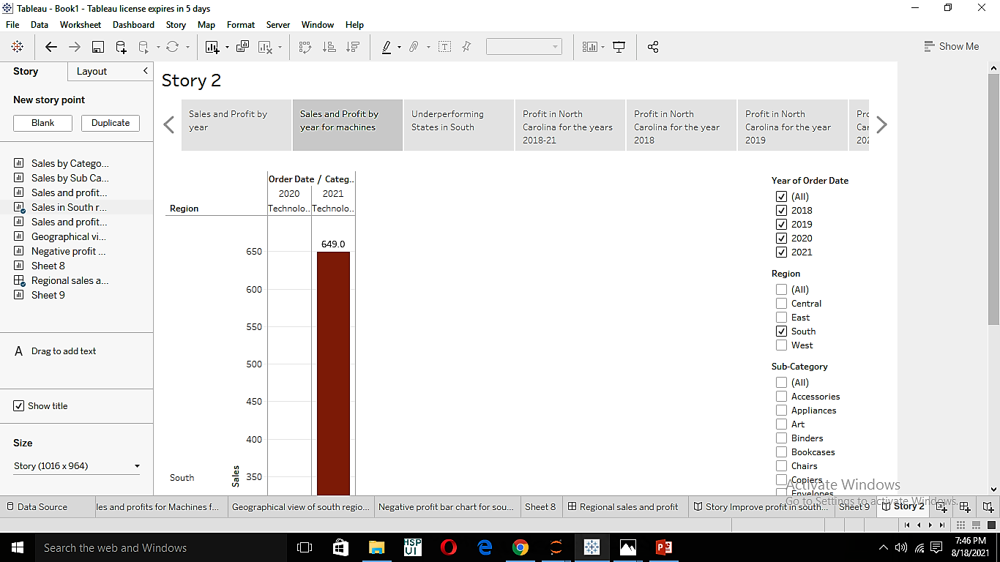 Tableau - Book1 - Tableau license expires in 5 days
File Data Worksheet Dashboard Story Map Format Server Window Help
Show Me
Story Layout
New story point
Blank Duplicate
Sales by Catego...
Sales by Sub Ca...
Sales and profit...
Sales in South r...
Sales and profit...
Geographical vi...
Negative profit ...
Sheet 8
Regional sales a...
Sheet 9
A Drag to add text
Show title
Size
Story (1016 x 964)
Story 2
Sales and Profit by
year
Sales and Profit by
year for machines
Underperforming
States in South
Profit in North
Carolina for the years
2018-21
Profit in North
Carolina for the year
2018
Profit in North
Carolina for the year
2019
Pro
Car
202
Order Date / Categ..
2020 2021
Region Technolo.. Technolo..
649.0
650
600
550
500
450
400
350
Sales
South
Year of Order Date
(All)
2018
2019
2020
2021
Region
(All)
Central
East
South
West
Sub-Category
(All)
Accessories
Appliances
Art
Binders
Bookcases
Chairs
Copiers
Envelopes
Activate Windows
Go to Settings to activate Windows.
Data Source les and profits for Machines f... Geographical view of south regio... Negative profit bar chart for sou... Sheet 8 Regional sales and profit Story Improve profit in south... Sheet 9 Story 2
Search the web and Windows
HSP
UI
7:46 PM
8/18/2021